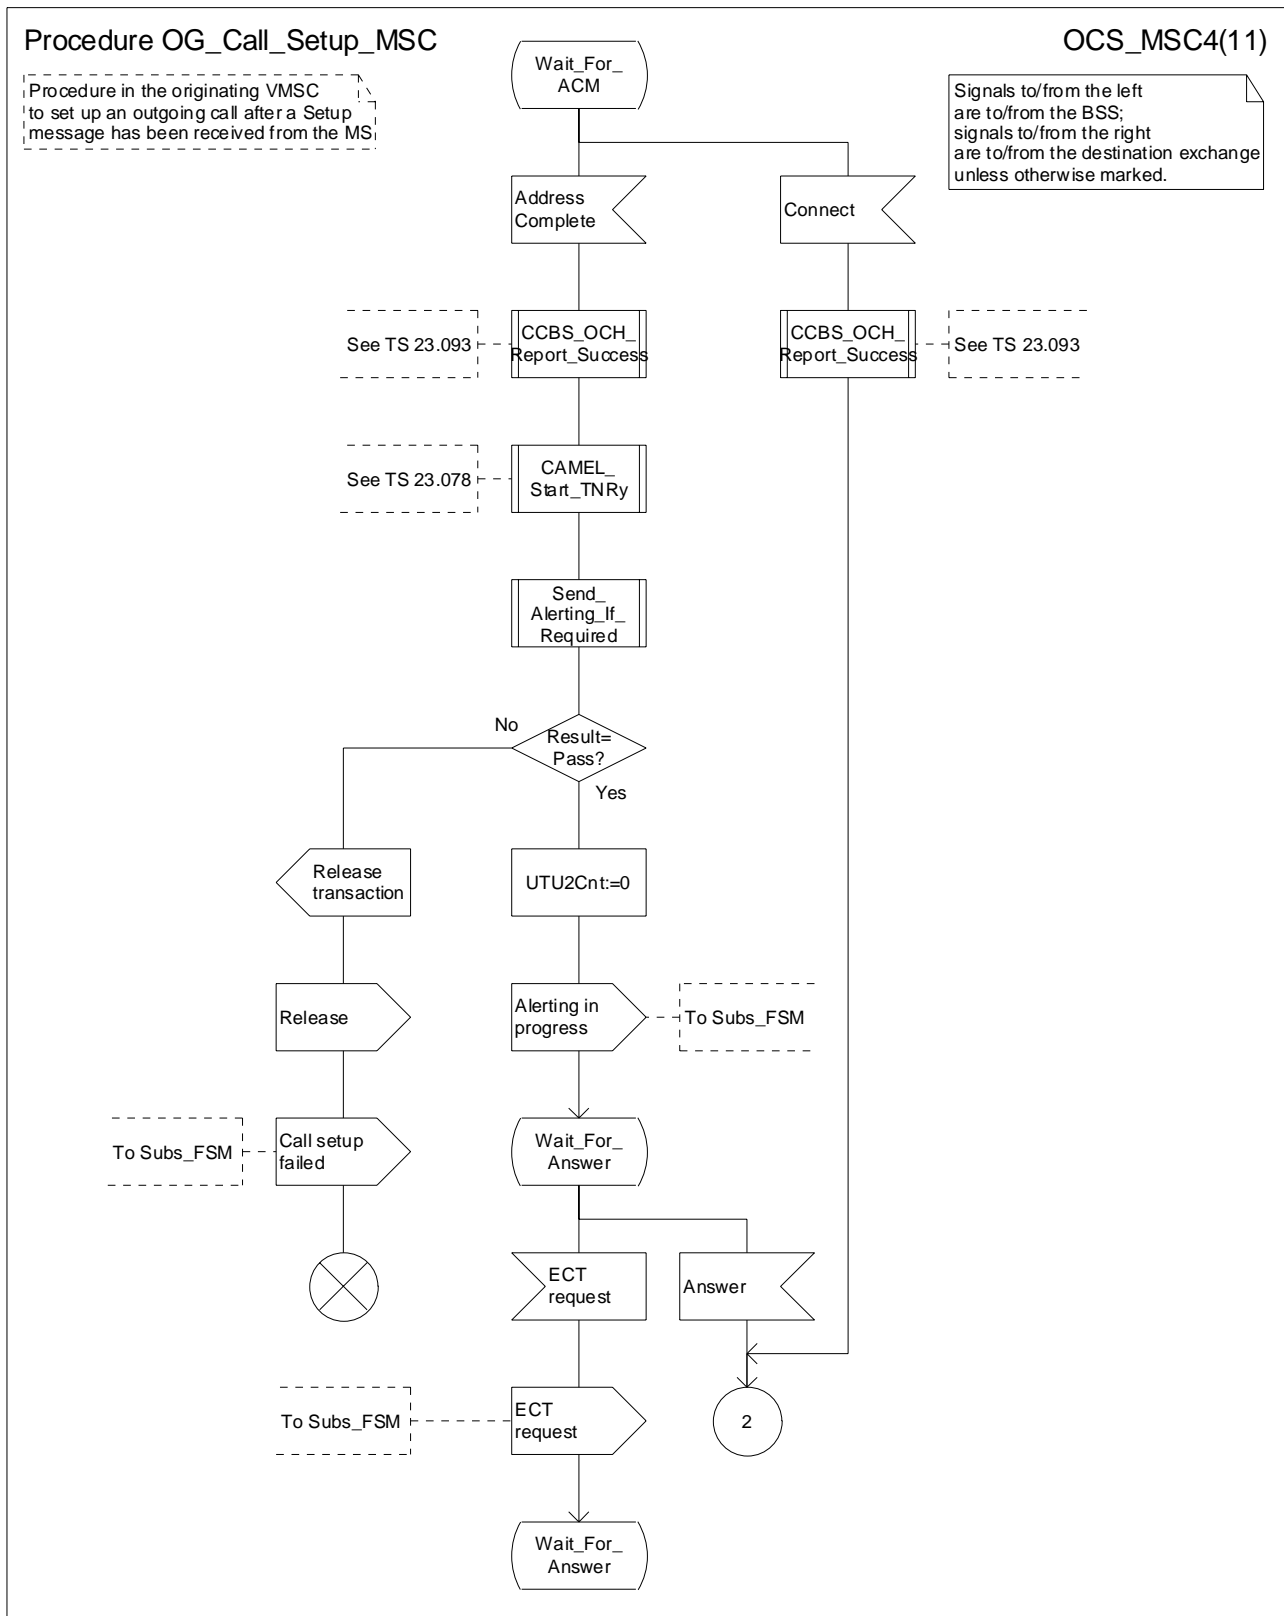 Procedure OG_Call_Setup_MSC
OCS_MSC4(11)
Procedure in the originating VMSC
to set up an outgoing call after a Setup
message has been received from the MS
Signals to/from the left
are to/from the BSS;
signals to/from the right
are to/from the destination exchange
unless otherwise marked.
Wait_For_
ACM
Address
Complete
Connect
See TS 23.093
CCBS_OCH_
Report_Success
CCBS_OCH_
Report_Success
See TS 23.093
See TS 23.078
CAMEL_
Start_TNRy
Send_
Alerting_If_
Required
No
Result=
Pass?
Yes
Release
transaction
UTU2Cnt:=0
Release
Alerting in
progress
To Subs_FSM
To Subs_FSM
Call setup
failed
Wait_For_
Answer
ECT
request
Answer
To Subs_FSM
ECT
request
2
Wait_For_
Answer